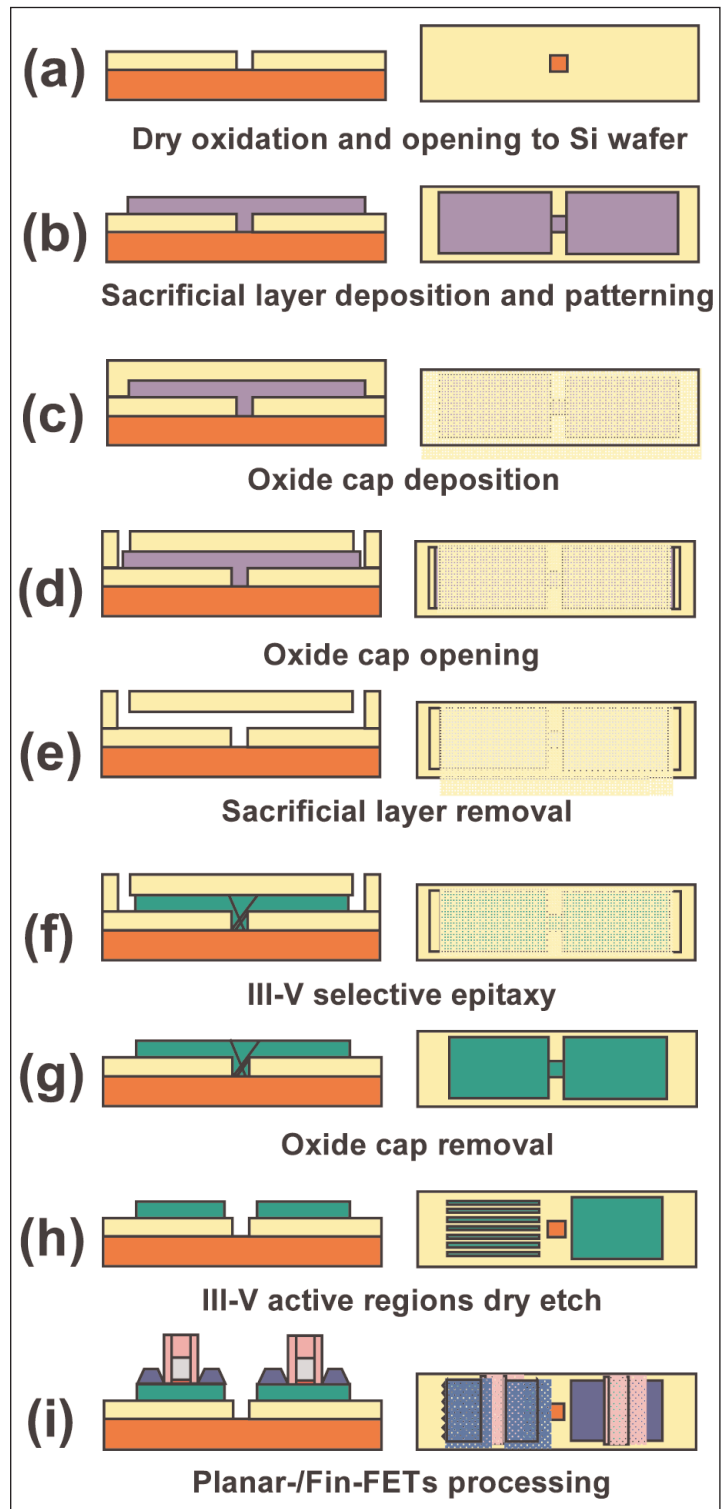 (a)
Dry oxidation and opening to Si wafer
(b)
Sacrificial layer deposition and patterning
(c)
Oxide cap deposition
(d)
Oxide cap opening
(e)
Sacrificial layer removal
(f)
III-V selective epitaxy
(g)
Oxide cap removal
(h)
III-V active regions dry etch
(i)
Planar-/Fin-FETs processing